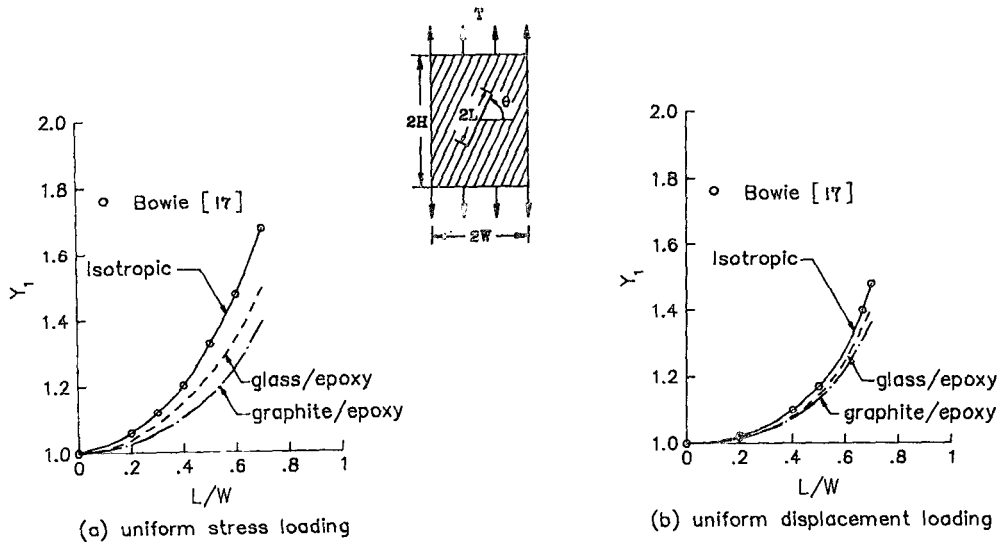 T
2H
2L
θ
2W
2.0
1.8
1.6
1.4
1.2
1.0
Y1
Bowie [17]
Isotropic
glass/epoxy
graphite/epoxy
0 .2 .4 .6 .8 1
L/W
(a) uniform stress loading
2.0
1.8
1.6
1.4
1.2
1.0
Y1
Bowie [17]
Isotropic
glass/epoxy
graphite/epoxy
0 .2 .4 .6 .8 1
L/W
(b) uniform displacement loading